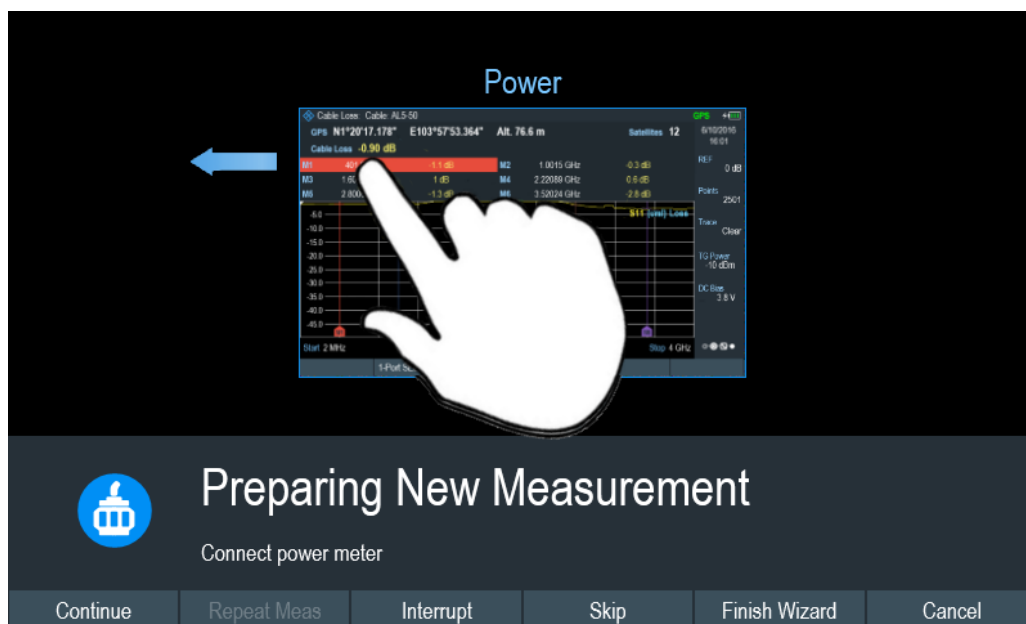 Power
Cable Loss: Cable: AL5-50 GPS
GPS N1°20'17.178" E103°57'53.364" Alt. 76.6 m Satellites 12 6/10/2016
16:01
Cable Loss -0.90 dB
REF
0 dB
M1 -1.1 dB M2 1.0015 GHz -0.3 dB
M3 1 dB M4 2.22089 GHz 0.6 dB
M5 -1.3 dB M6 3.52024 GHz -2.8 dB
Points
2501
S11 Loss
-5.0
-10.0
-15.0
-20.0
-25.0
-30.0
-35.0
-40.0
-45.0
Trace
Clear
TG Power
-10 dBm
DC Bias
3.8 V
Start 2 MHz Stop 4 GHz
1-Port
Preparing New Measurement
Connect power meter
Continue Repeat Meas Interrupt Skip Finish Wizard Cancel